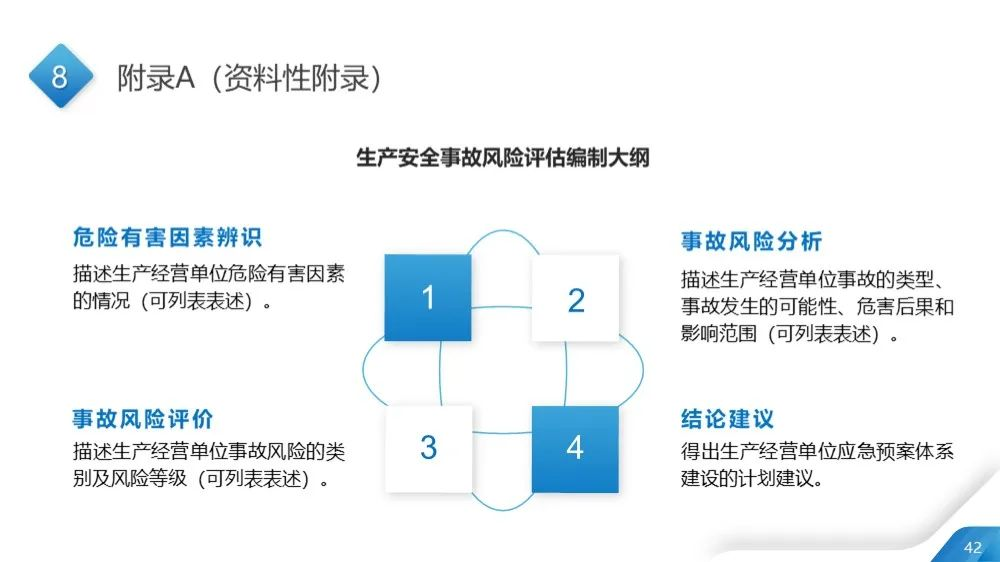 8
附录A（资料性附录）
生产安全事故风险评估编制大纲
危险有害因素辨识
描述生产经营单位危险有害因素
的情况（可列表表述）。
1
2
事故风险分析
描述生产经营单位事故的类型、
事故发生的可能性、危害后果和
影响范围（可列表表述）。
事故风险评价
描述生产经营单位事故风险的类
别及风险等级（可列表表述）。
3
4
结论建议
得出生产经营单位应急预案体系
建设的计划建议。
42